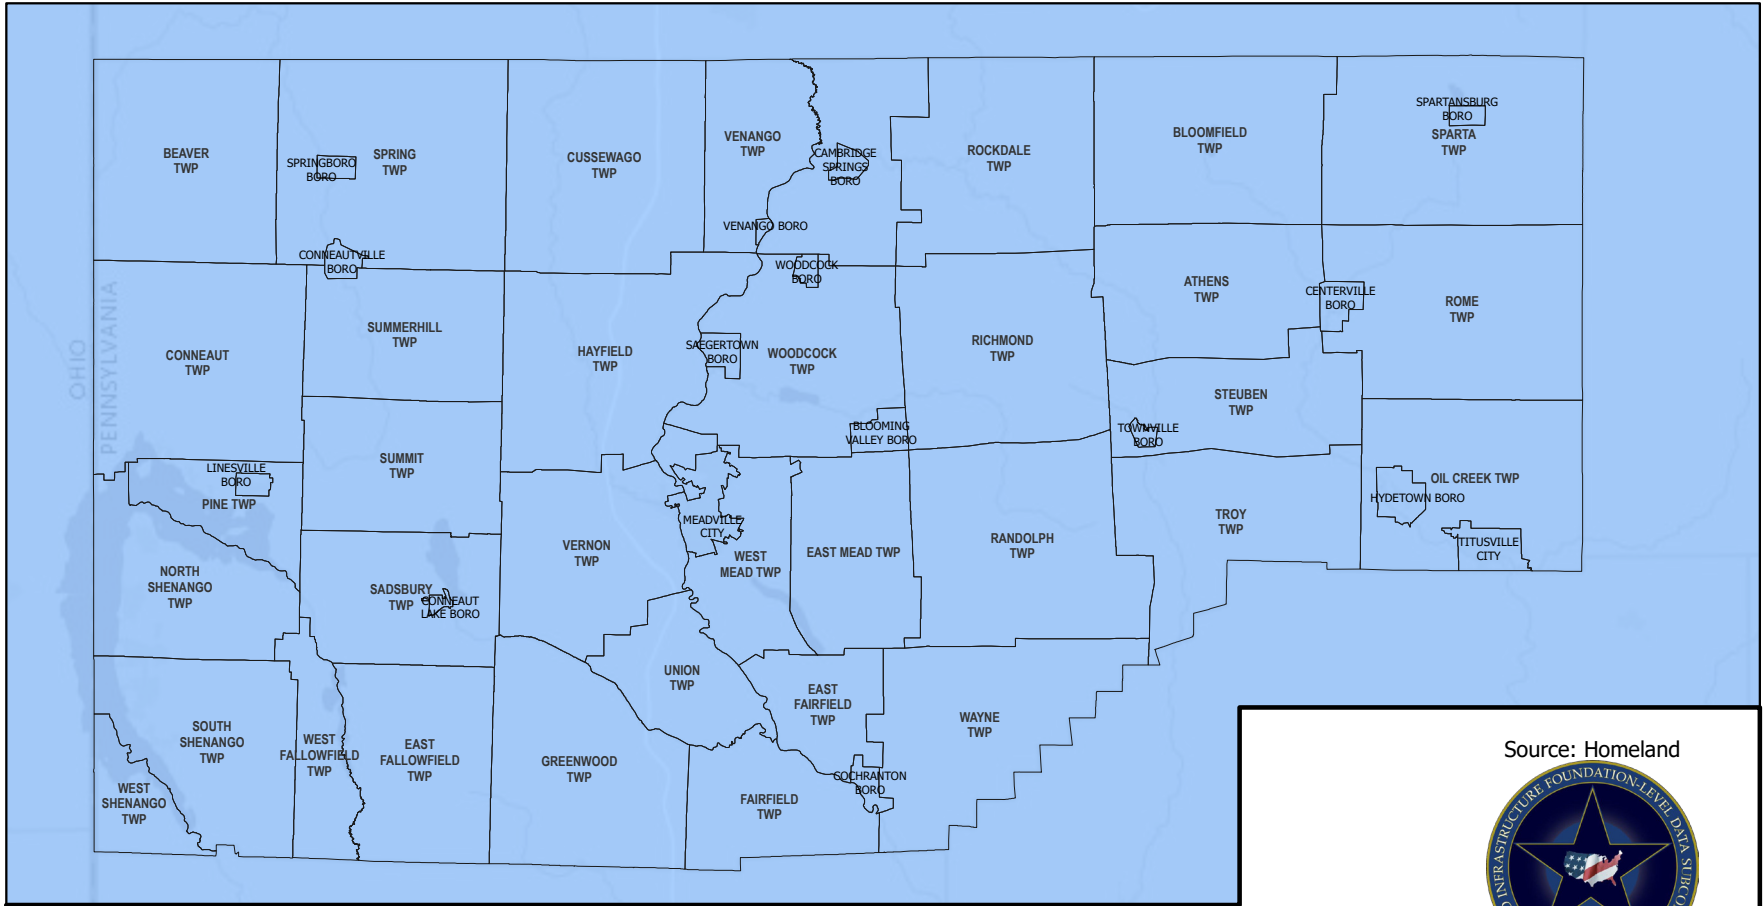 BEAVER
TWP
SPRINGBORO
BORO
SPRING
TWP
CUSSEWAGO
TWP
VENANGO
TWP
CAMBRIDGE
SPRINGS
BORO
ROCKDALE
TWP
BLOOMFIELD
TWP
SPARTANSBURG
BORO
SPARTA
TWP
VENANGO BORO
CONNEAUTVILLE
BORO
WOODCOCK
BORO
ATHENS
TWP
CENTERVILLE
BORO
ROME
TWP
OHIO
PENNSYLVANIA
CONNEAUT
TWP
SUMMERHILL
TWP
HAYFIELD
TWP
SAEGERTOWN
BORO
WOODCOCK
TWP
RICHMOND
TWP
STEUBEN
TWP
BLOOMING
VALLEY BORO
TOWNVILLE
BORO
SUMMIT
TWP
LINESVILLE
BORO
PINE TWP
OIL CREEK TWP
HYDETOWN BORO
MEADVILLE
CITY
TROY
TWP
TITUSVILLE
CITY
VERNON
TWP
WEST
MEAD TWP
EAST MEAD TWP
RANDOLPH
TWP
NORTH
SHENANGO
TWP
SADSBURY
TWP
CONNEAUT
LAKE BORO
UNION
TWP
EAST
FAIRFIELD
TWP
WAYNE
TWP
SOUTH
SHENANGO
TWP
WEST
FALLOWFIELD
TWP
EAST
FALLOWFIELD
TWP
GREENWOOD
TWP
COCHRANTON
BORO
WEST
SHENANGO
TWP
FAIRFIELD
TWP
Source: Homeland
INFRASTRUCTURE FOUNDATION-LEVEL DATA